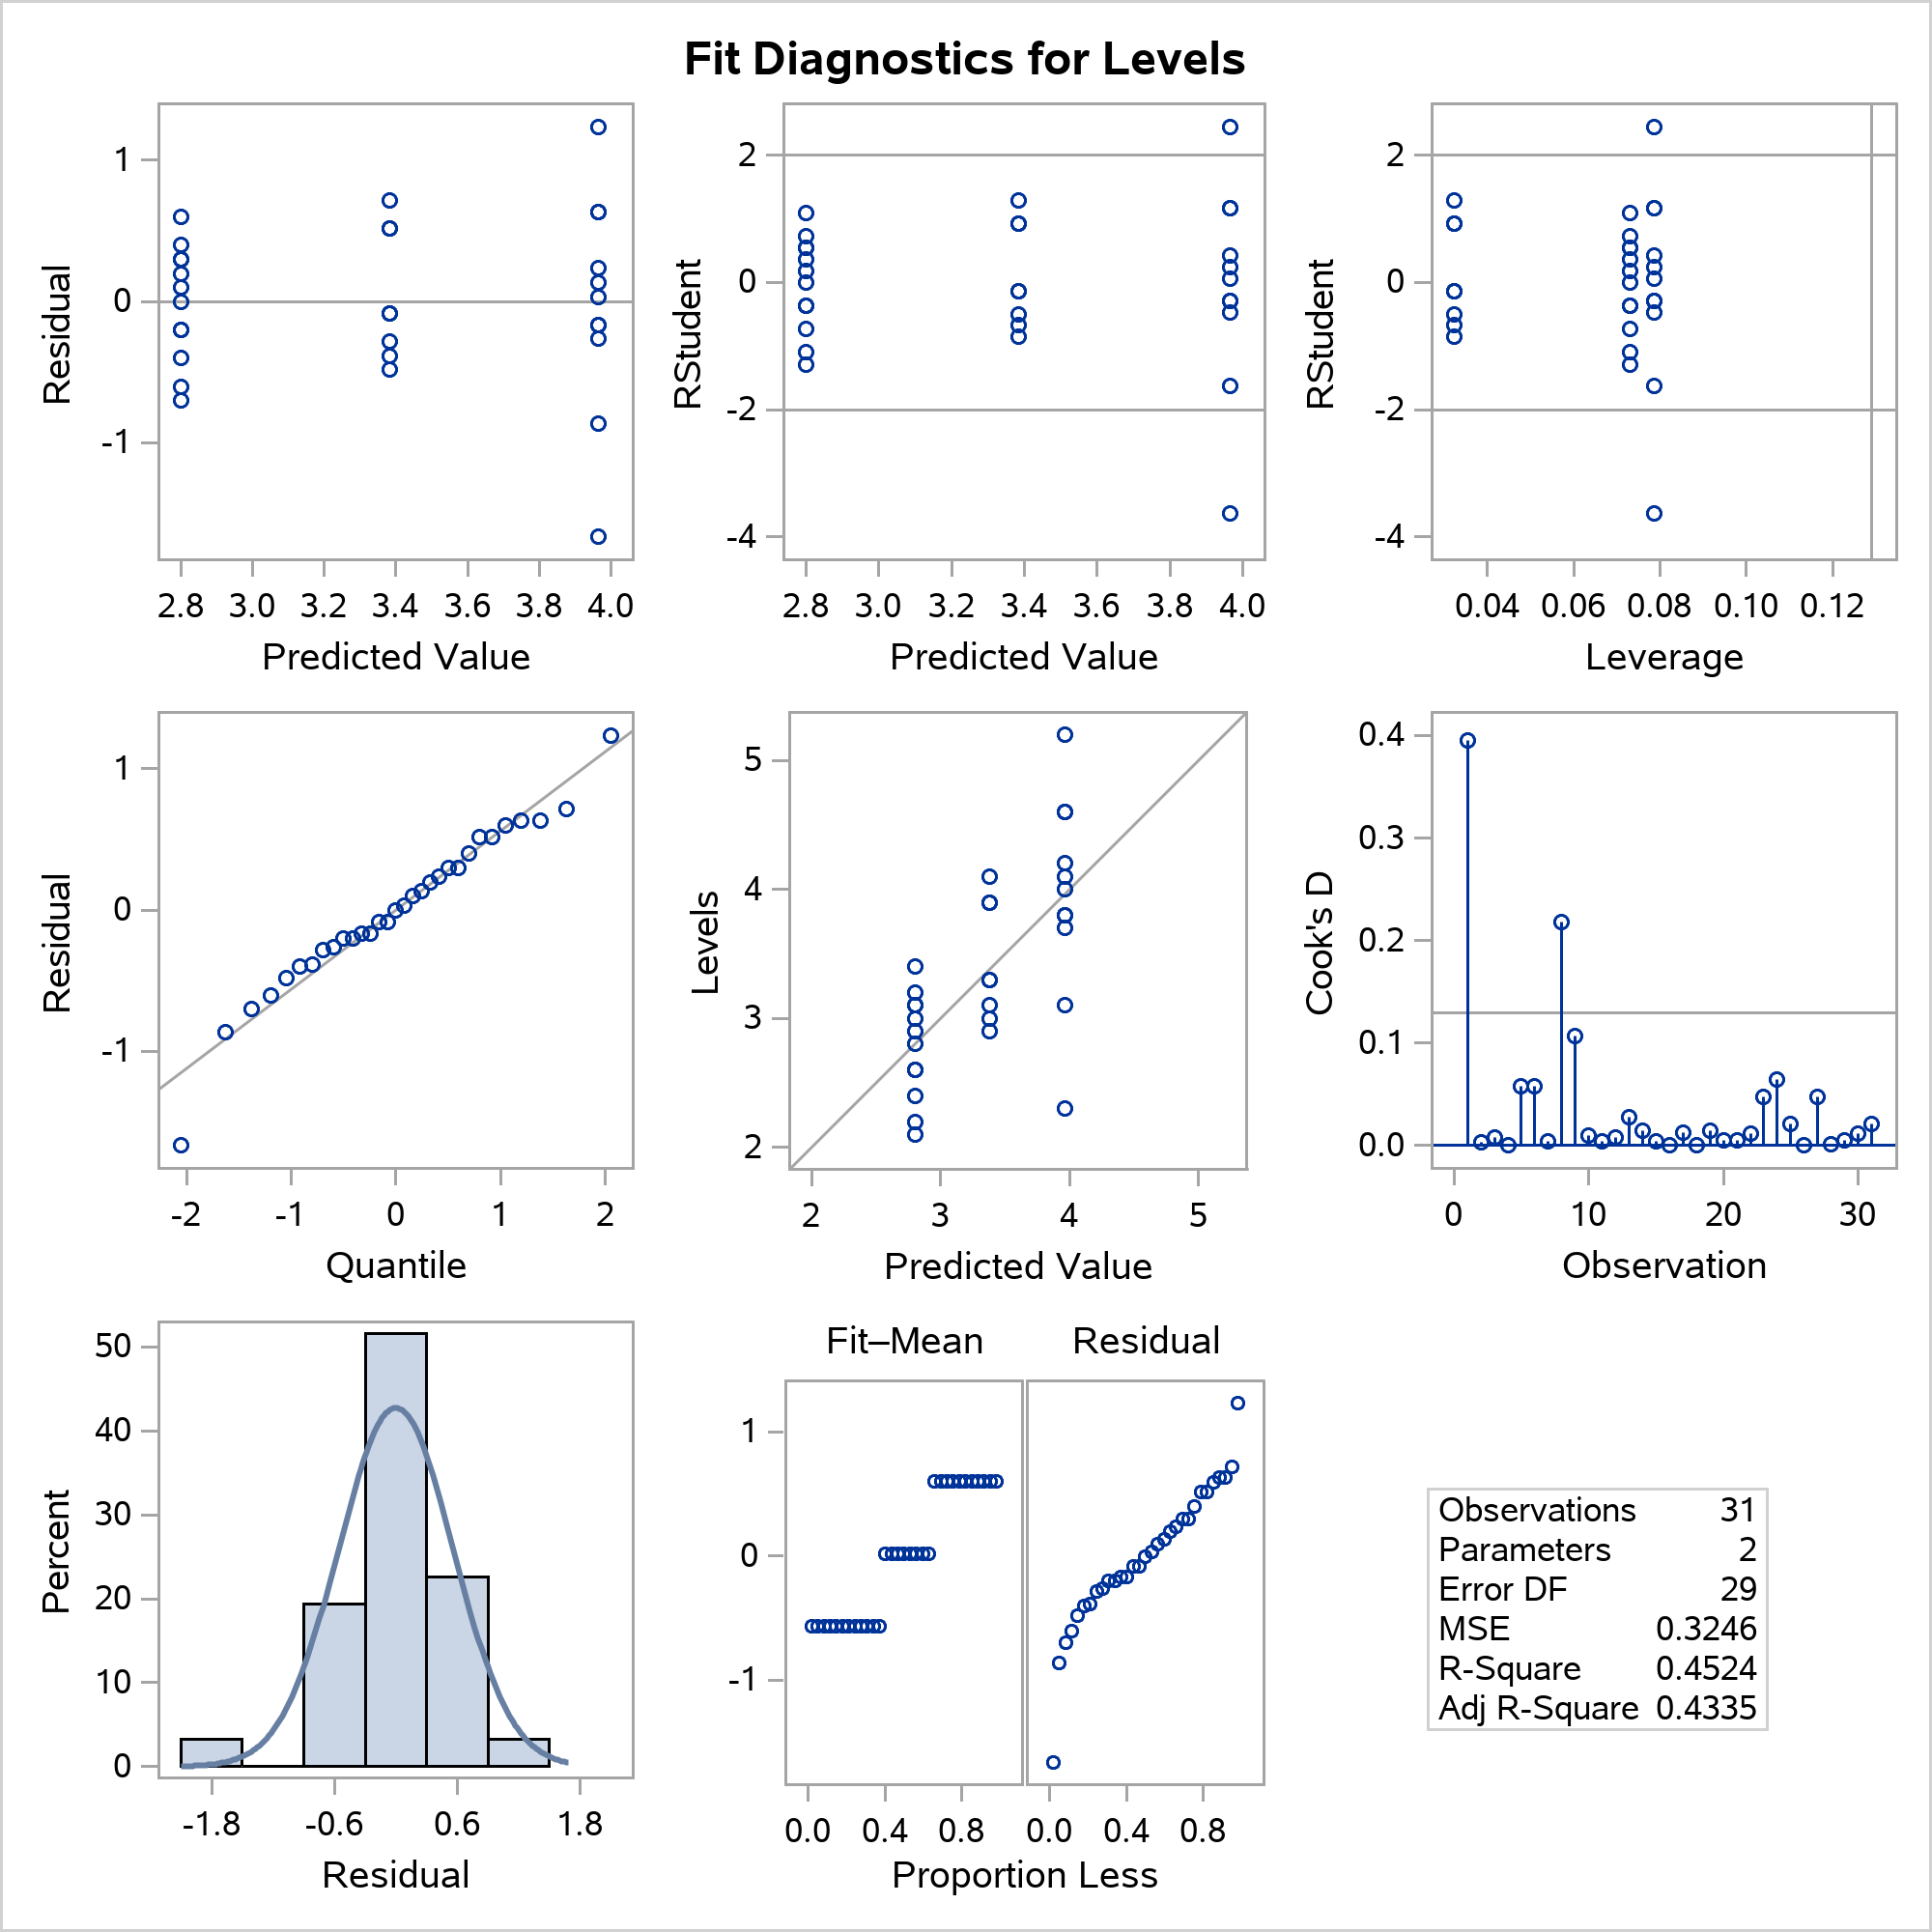 Fit Diagnostics for Levels
Residual
1
0
-1
2.8 3.0 3.2 3.4 3.6 3.8 4.0
Predicted Value
RStudent
2
0
-2
-4
2.8 3.0 3.2 3.4 3.6 3.8 4.0
Predicted Value
RStudent
2
0
-2
-4
0.04 0.06 0.08 0.10 0.12
Leverage
Residual
1
0
-1
-2 -1 0 1 2
Quantile
Levels
5
4
3
2
2 3 4 5
Predicted Value
Cook's D
0.4
0.3
0.2
0.1
0.0
0 10 20 30
Observation
Percent
50
40
30
20
10
0
-1.8 -0.6 0.6 1.8
Residual
Fit–Mean Residual
1
0
-1
0.0 0.4 0.8 0.0 0.4 0.8
Proportion Less
Observations 31
Parameters 2
Error DF 29
MSE 0.3246
R-Square 0.4524
Adj R-Square 0.4335